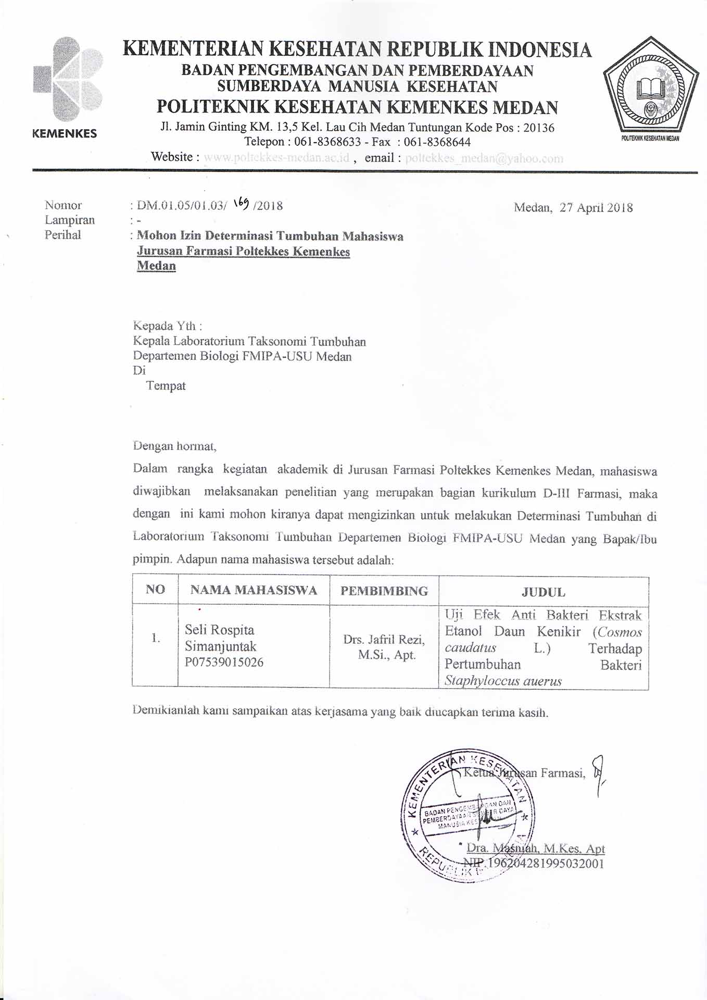 KEMENTERIAN KESEHATAN REPUBLIK INDONESIA
BADAN PENGEMBANGAN DAN PEMBERDAYAAN
SUMBERDAYA MANUSIA KESEHATAN
POLITEKNIK KESEHATAN KEMENKES MEDAN
Jl. Jamin Ginting KM. 13,5 Kel. Lau Cih Medan Tuntungan Kode Pos : 20136
Telepon : 061-8368633 - Fax : 061-8368644
Website : www.poltekkes-medan.ac.id , email : poltekkes_medan@yahoo.com
KEMENKES
POLITEKNIK KESEHATAN MEDAN
Nomor : DM.01.05/01.03/ 169 /2018
Medan, 27 April 2018
Lampiran : -
Perihal : Mohon Izin Determinasi Tumbuhan Mahasiswa
Jurusan Farmasi Poltekkes Kemenkes
Medan
Kepada Yth :
Kepala Laboratorium Taksonomi Tumbuhan
Departemen Biologi FMIPA-USU Medan
Di
Tempat
Dengan hormat,
Dalam rangka kegiatan akademik di Jurusan Farmasi Poltekkes Kemenkes Medan, mahasiswa
diwajibkan melaksanakan penelitian yang merupakan bagian kurikulum D-III Farmasi, maka
dengan ini kami mohon kiranya dapat mengizinkan untuk melakukan Determinasi Tumbuhan di
Laboratorium Taksonomi Tumbuhan Departemen Biologi FMIPA-USU Medan yang Bapak/Ibu
pimpin. Adapun nama mahasiswa tersebut adalah:
NO NAMA MAHASISWA PEMBIMBING JUDUL
1.
Seli Rospita
Simanjuntak
P07539015026
Drs. Jafril Rezi,
M.Si., Apt.
Uji Efek Anti Bakteri Ekstrak
Etanol Daun Kenikir (Cosmos
caudatus L.) Terhadap
Pertumbuhan Bakteri
Staphyloccus auerus
Demikianlah kami sampaikan atas kerjasama yang baik diucapkan terima kasih.
Ketua Jurusan Farmasi,
KEMENTERIAN KESEHATAN
BADAN PENGEMBANGAN DAN
PEMBERDAYAAN SUMBER DAYA
MANUSIA KESEHATAN
REPUBLIK INDONESIA
Dra. Masniah, M.Kes, Apt
NIP.196204281995032001